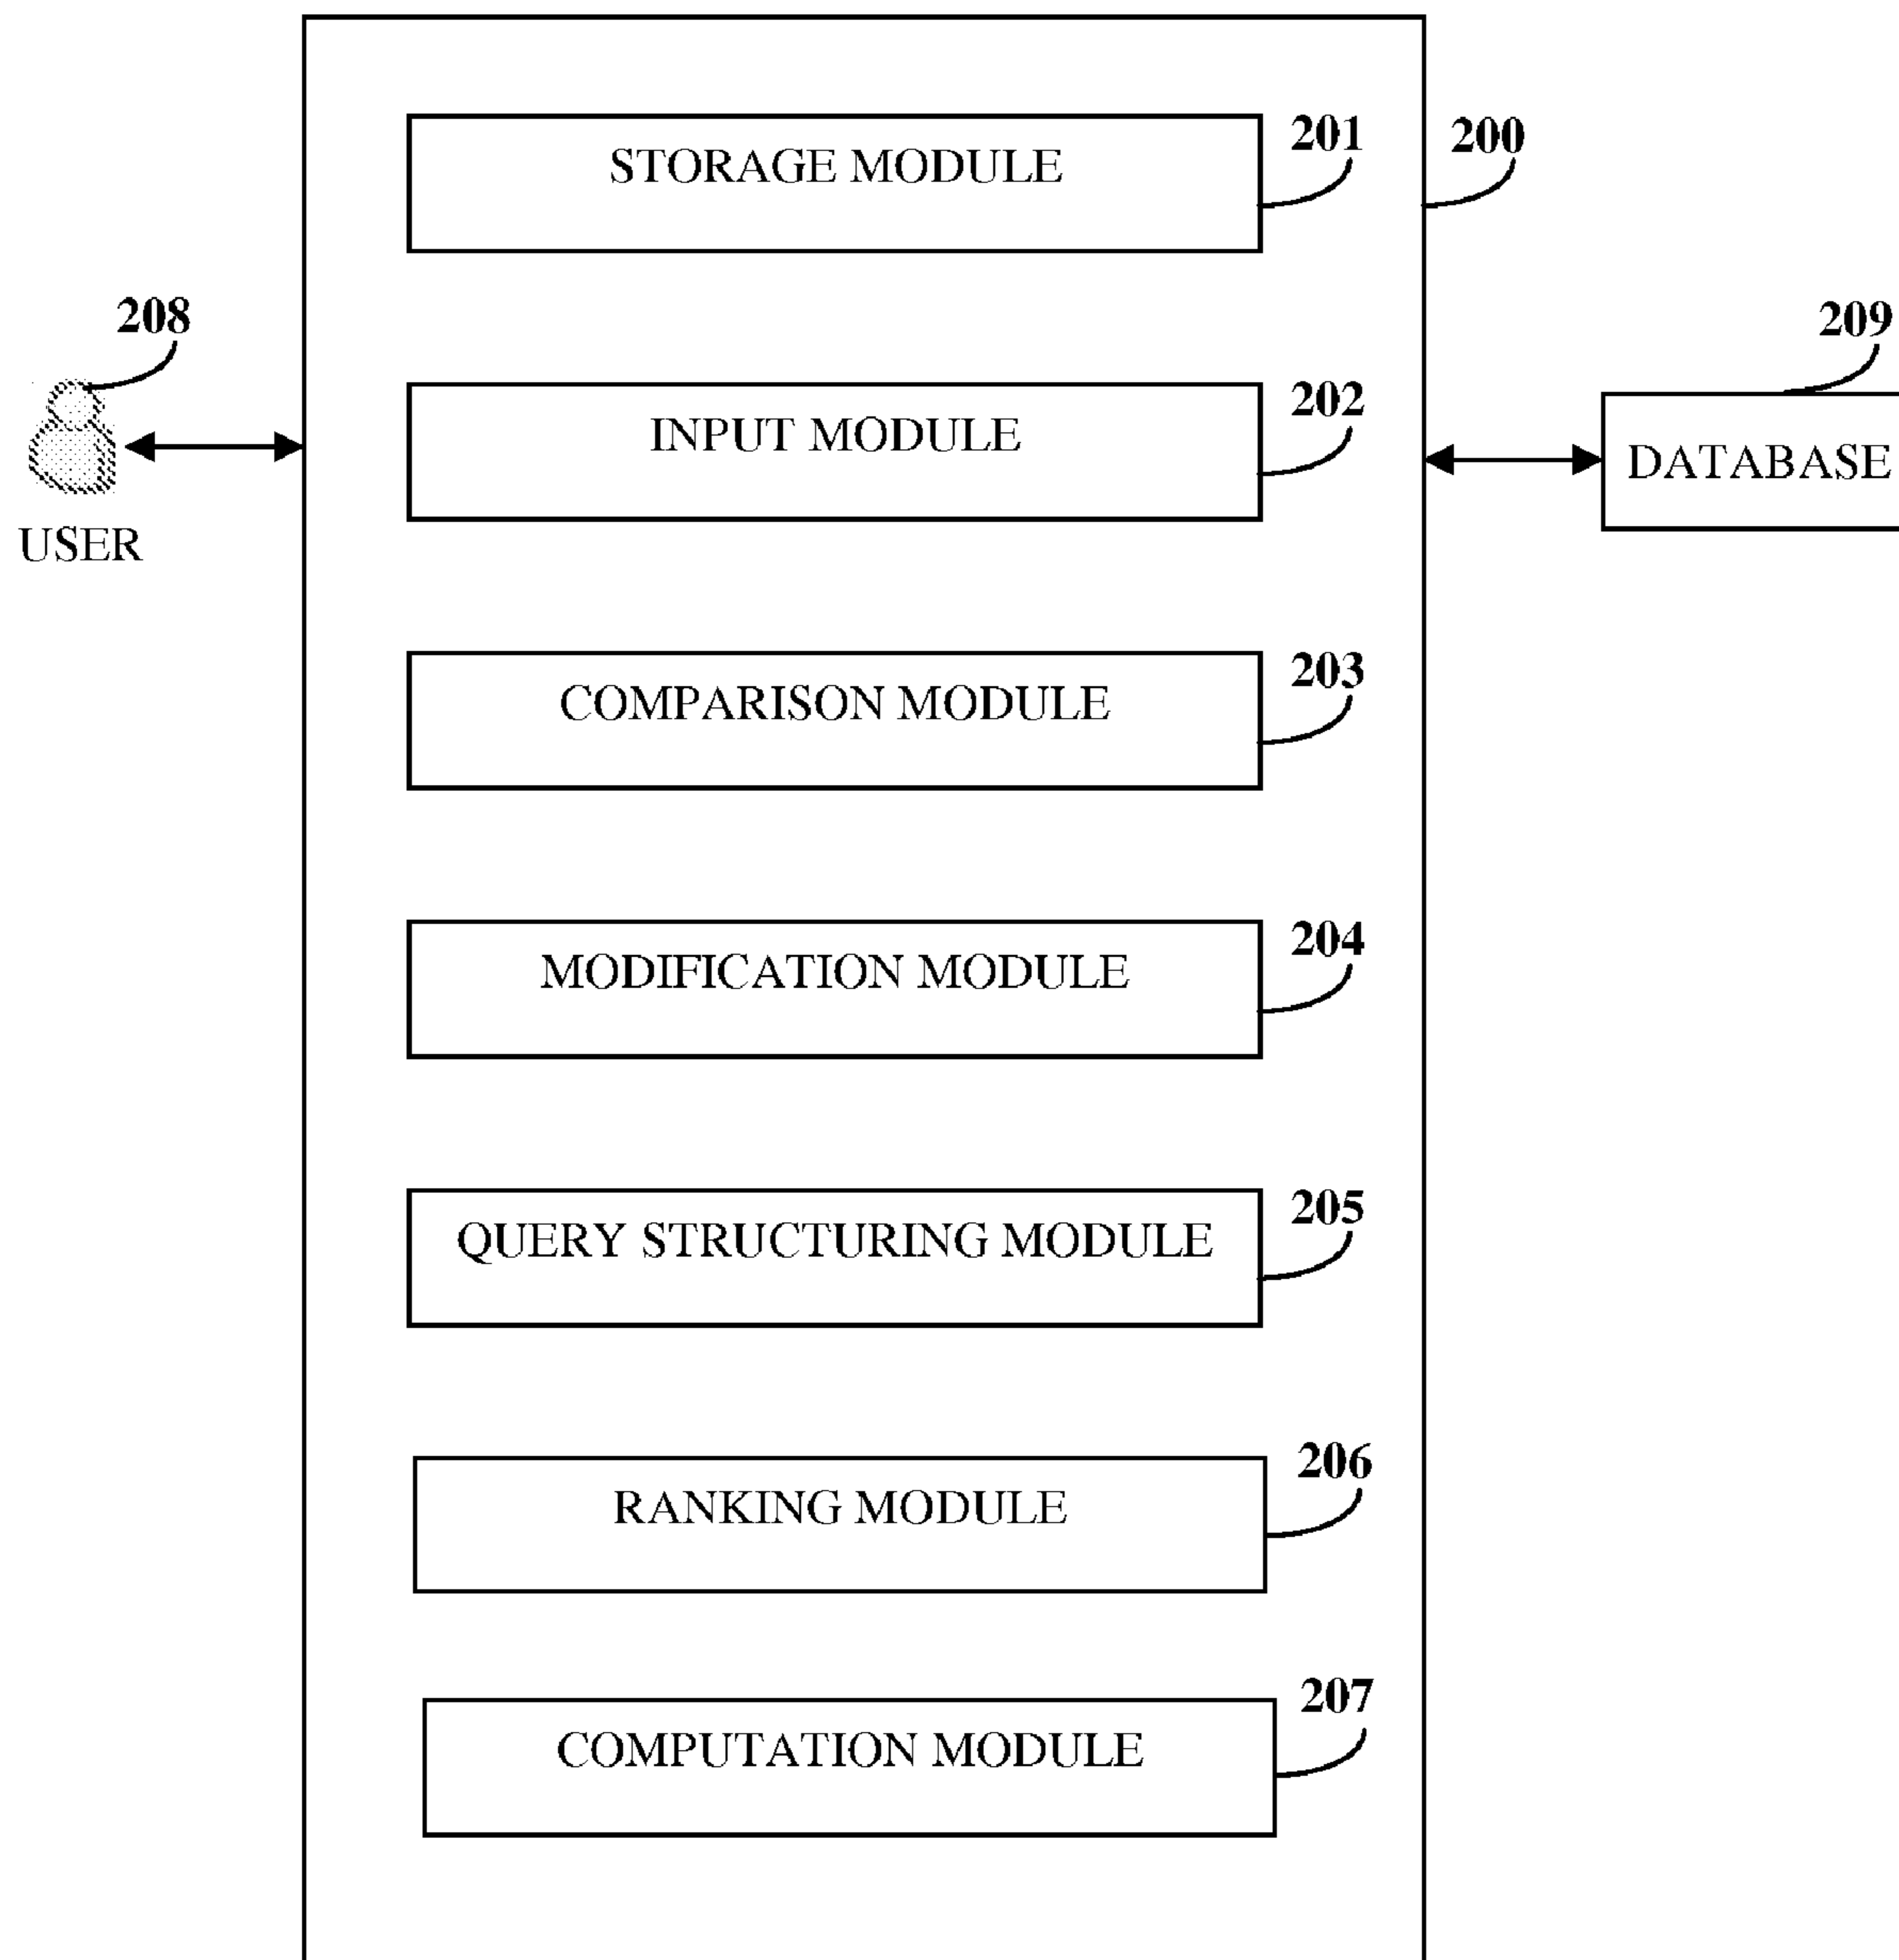 201
200
STORAGE MODULE
208
209
202
INPUT MODULE
DATABASE
USER
203
COMPARISON MODULE
204
MODIFICATION MODULE
205
QUERY STRUCTURING MODULE
206
RANKING MODULE
207
COMPUTATION MODULE